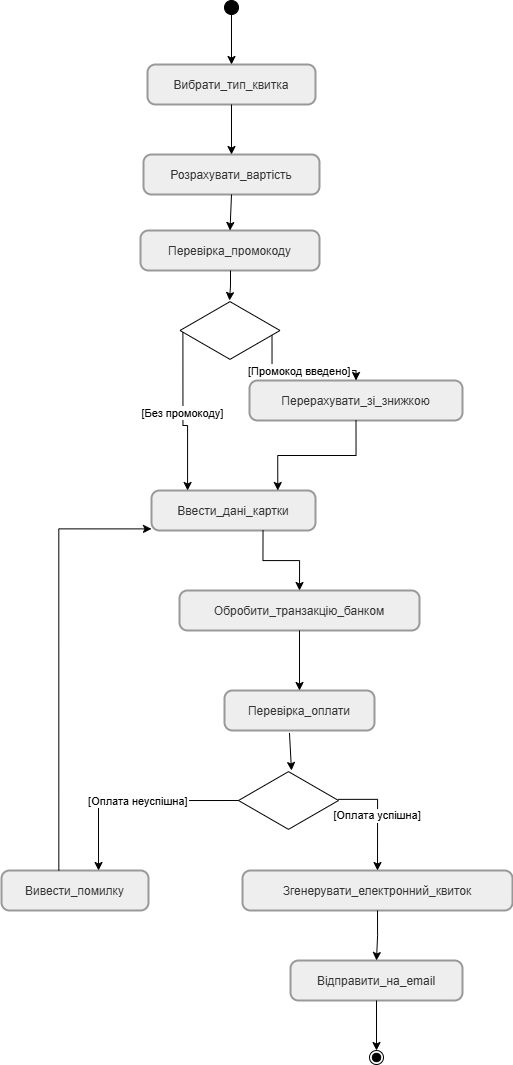 Вибрати_тип_квитка
Розрахувати_вартість
Перевірка_промокоду
[Промокод введено]
Перерахувати_зі_знижкою
[Без промокоду]
Ввести_дані_картки
Обробити_транзакцію_банком
Перевірка_оплати
[Оплата неуспішна]
[Оплата успішна]
Вивести_помилку
Згенерувати_електронний_квиток
Відправити_на_email